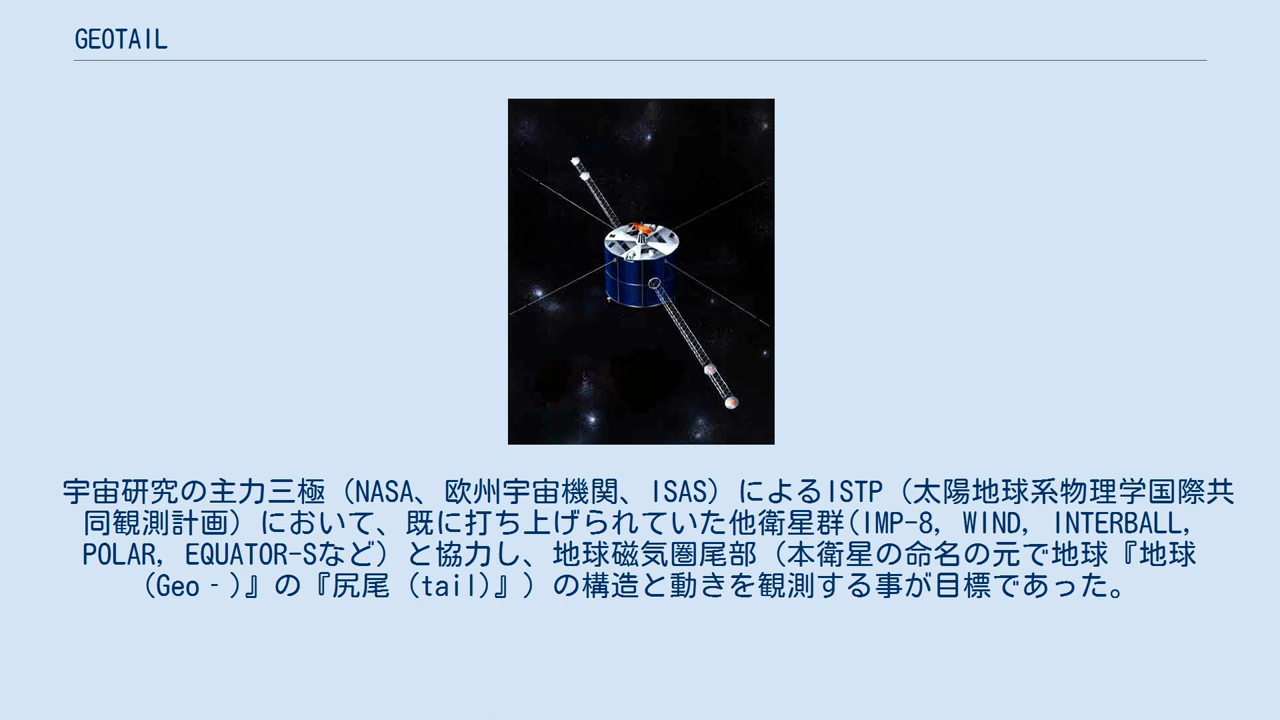 GEOTAIL
宇宙研究の主力三極（NASA、欧州宇宙機関、ISAS）によるISTP（太陽地球系物理学国際共
同観測計画）において、既に打ち上げられていた他衛星群(IMP-8, WIND, INTERBALL,
POLAR, EQUATOR-Sなど）と協力し、地球磁気圏尾部（本衛星の命名の元で地球『地球
（Geo‐)』の『尻尾（tail)』）の構造と動きを観測する事が目標であった。